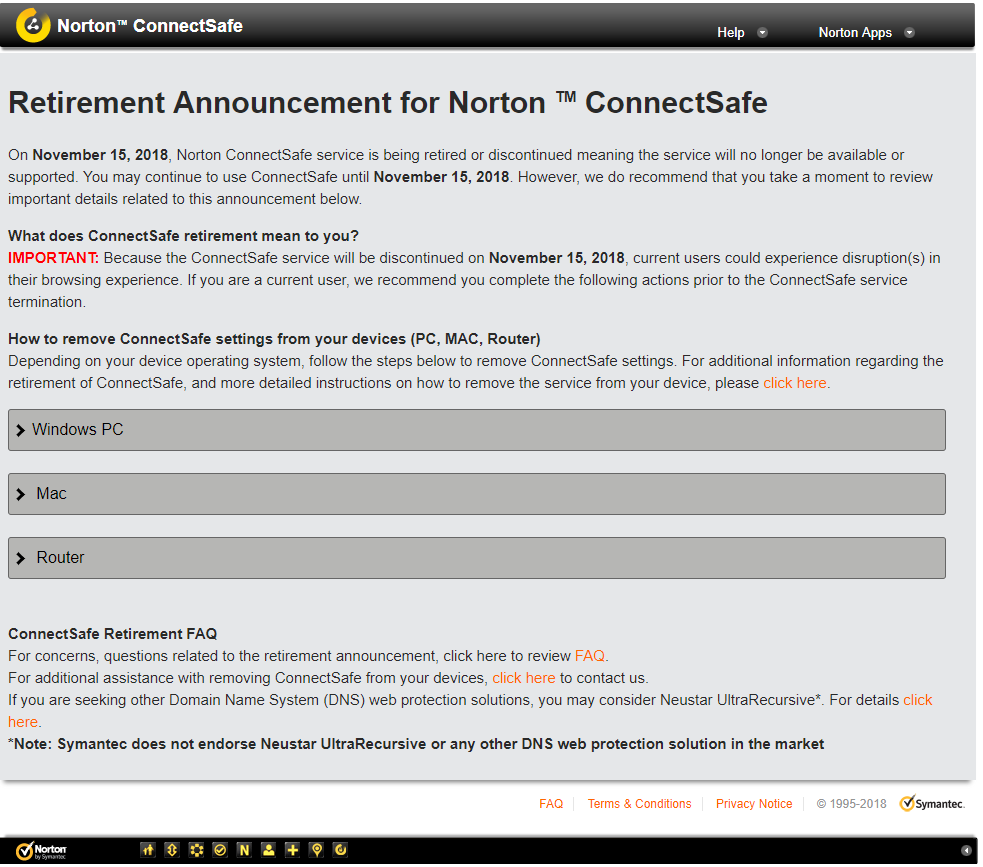 Norton™ ConnectSafe
Help
Norton Apps
Retirement Announcement for Norton ™ ConnectSafe
On November 15, 2018, Norton ConnectSafe service is being retired or discontinued meaning the service will no longer be available or
supported. You may continue to use ConnectSafe until November 15, 2018. However, we do recommend that you take a moment to review
important details related to this announcement below.
What does ConnectSafe retirement mean to you?
IMPORTANT: Because the ConnectSafe service will be discontinued on November 15, 2018, current users could experience disruption(s) in
their browsing experience. If you are a current user, we recommend you complete the following actions prior to the ConnectSafe service
termination.
How to remove ConnectSafe settings from your devices (PC, MAC, Router)
Depending on your device operating system, follow the steps below to remove ConnectSafe settings. For additional information regarding the
retirement of ConnectSafe, and more detailed instructions on how to remove the service from your device, please click here.
Windows PC
Mac
Router
ConnectSafe Retirement FAQ
For concerns, questions related to the retirement announcement, click here to review FAQ.
For additional assistance with removing ConnectSafe from your devices, click here to contact us.
If you are seeking other Domain Name System (DNS) web protection solutions, you may consider Neustar UltraRecursive*. For details click
here.
*Note: Symantec does not endorse Neustar UltraRecursive or any other DNS web protection solution in the market
FAQ
Terms & Conditions
Privacy Notice
© 1995-2018
Symantec.
Norton
by Symantec
N